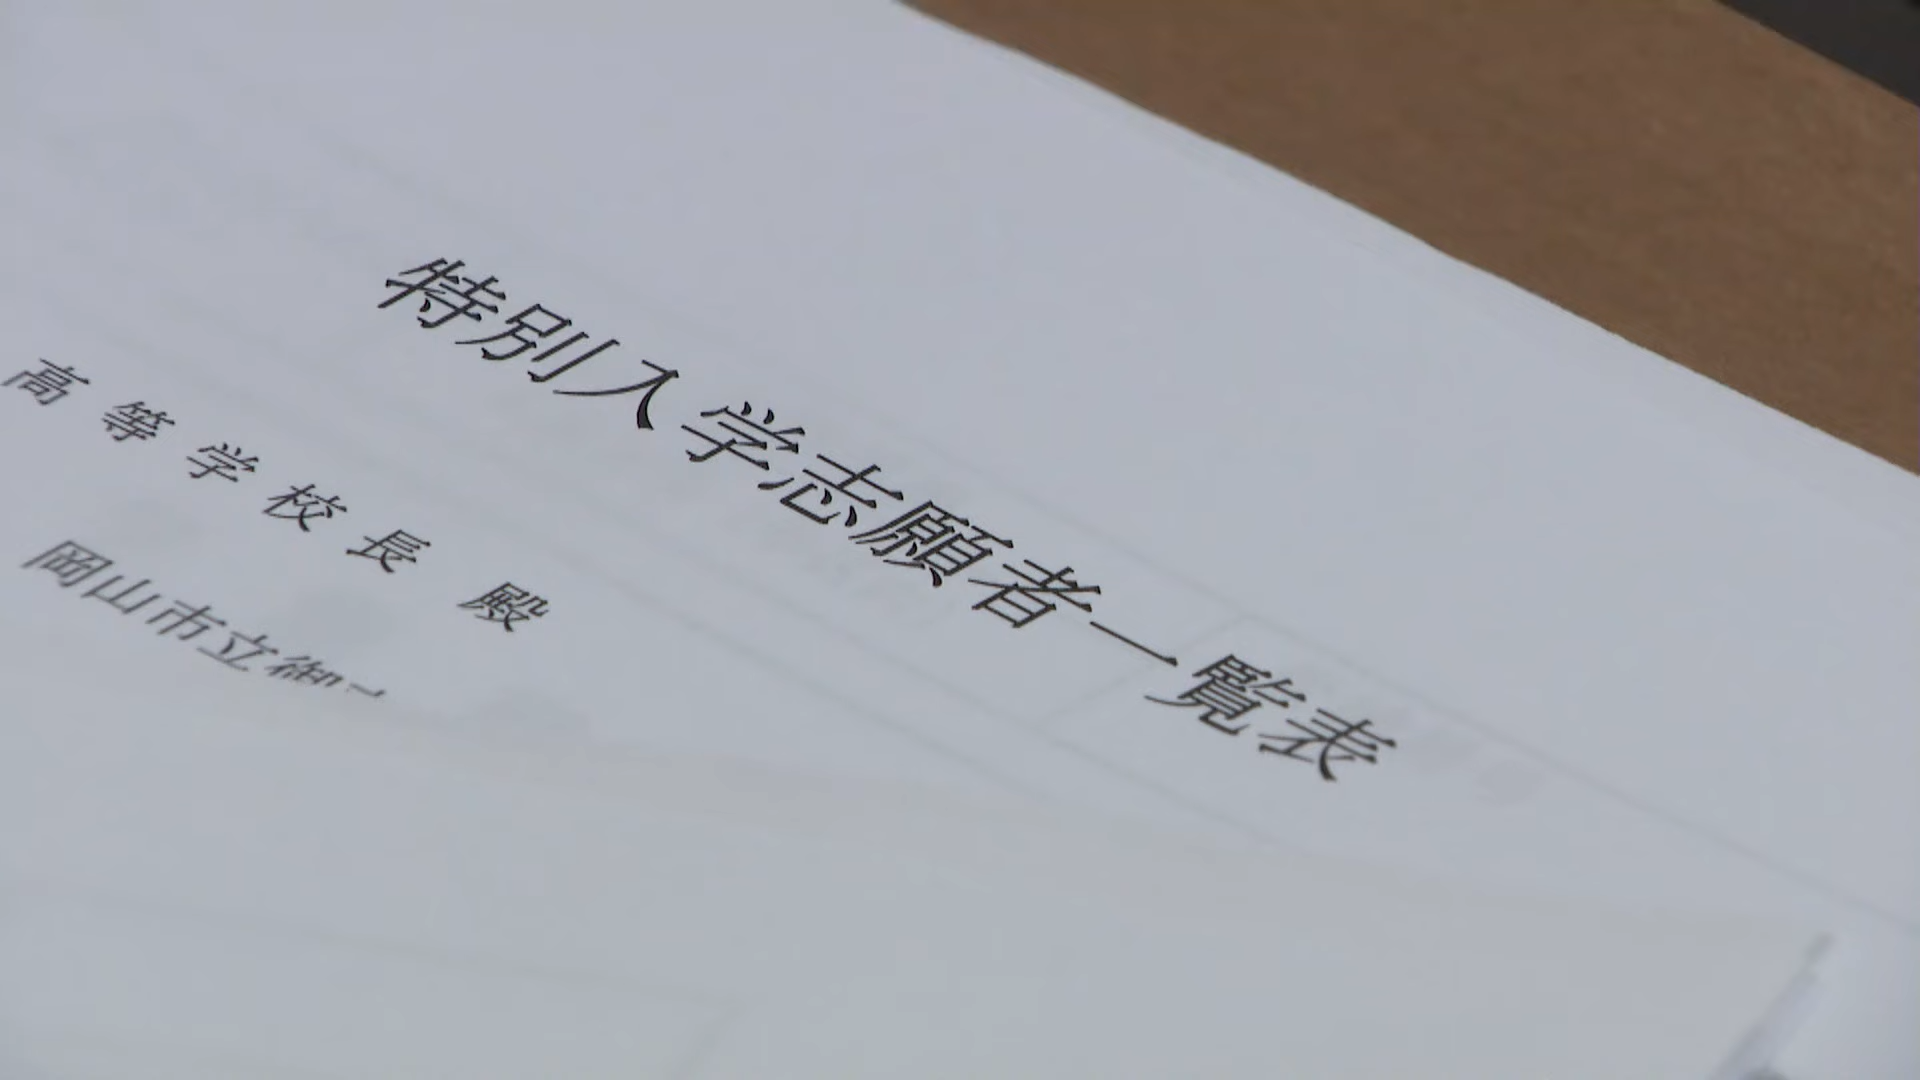 特別入学志願者一覧表
高等学校長 殿
岡山市立御